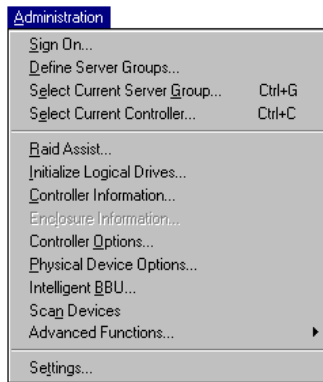 Administration
Sign On...
Define Server Groups...
Select Current Server Group... Ctrl+G
Select Current Controller... Ctrl+C
Raid Assist...
Initialize Logical Drives...
Controller Information...
Enclosure Information...
Controller Options...
Physical Device Options...
Intelligent BBU...
Scan Devices
Advanced Functions...
Settings...